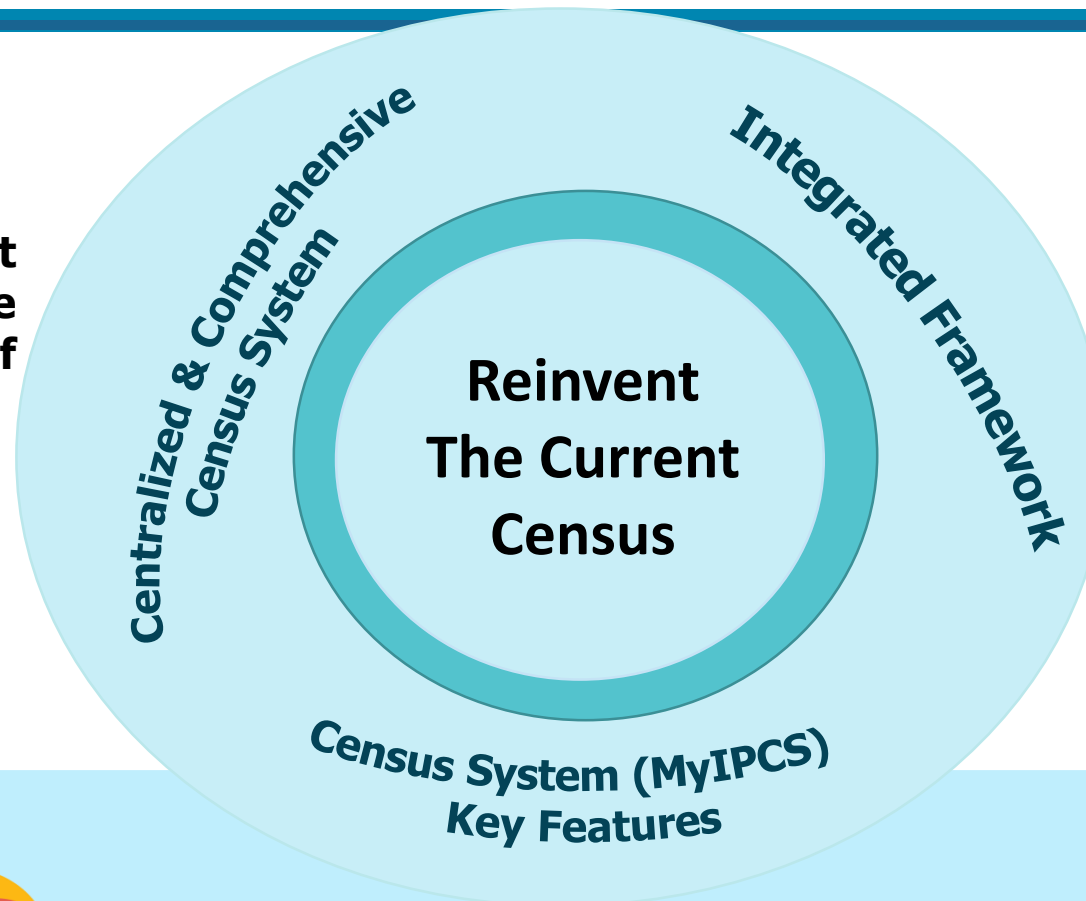 Centralized & Comprehensive
Census System
Integrated Framework
Reinvent
The Current
Census
Census System (MyIPCS)
Key Features